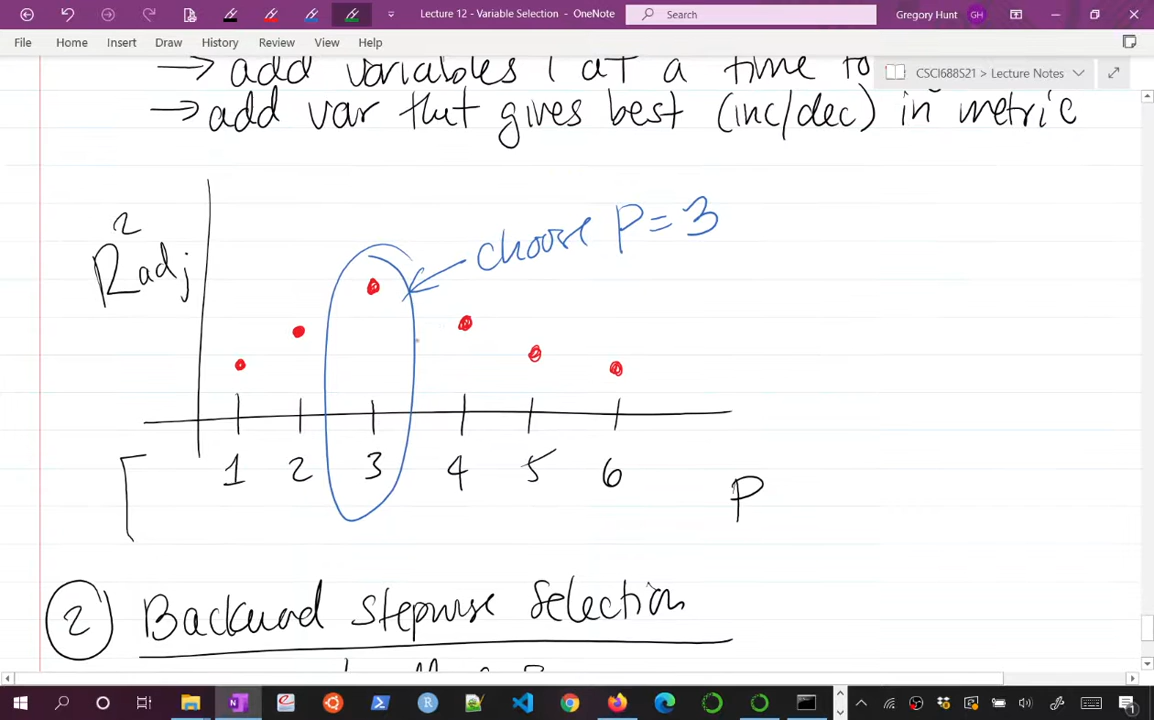 Lecture 12 - Variable Selection - OneNote
Search
Gregory Hunt GH
File Home Insert Draw History Review View Help
CSCI688S21 > Lecture Notes
→ add variables 1 at a time to
→ add var that gives best (inc/dec) in metric
R²adj
choose P=3
1 2 3 4 5 6
P
2) Backward Stepwise Selection